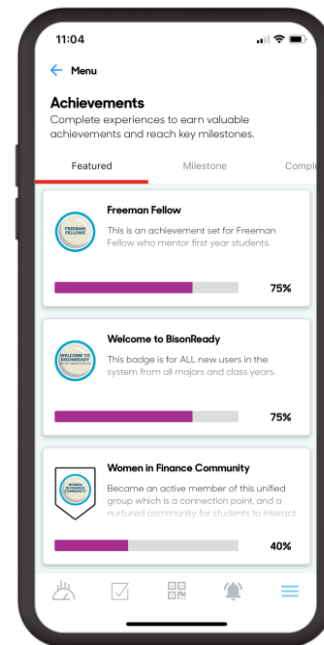 11:04
Menu
Achievements
Complete experiences to earn valuable
achievements and reach key milestones.
Featured Milestone Comple
FREEMAN
FELLOWS
Freeman Fellow
This is an achievement set for Freeman
Fellow who mentor first year students.
75%
WELCOME TO
BISONREADY
Welcome to BisonReady
This badge is for ALL new users in the
system from all majors and class years.
75%
WOMEN
IN FINANCE
COMMUNITY
Women in Finance Community
Became an active member of this unified
group which is a connection point, and a
nurtured community for students to interact
40%